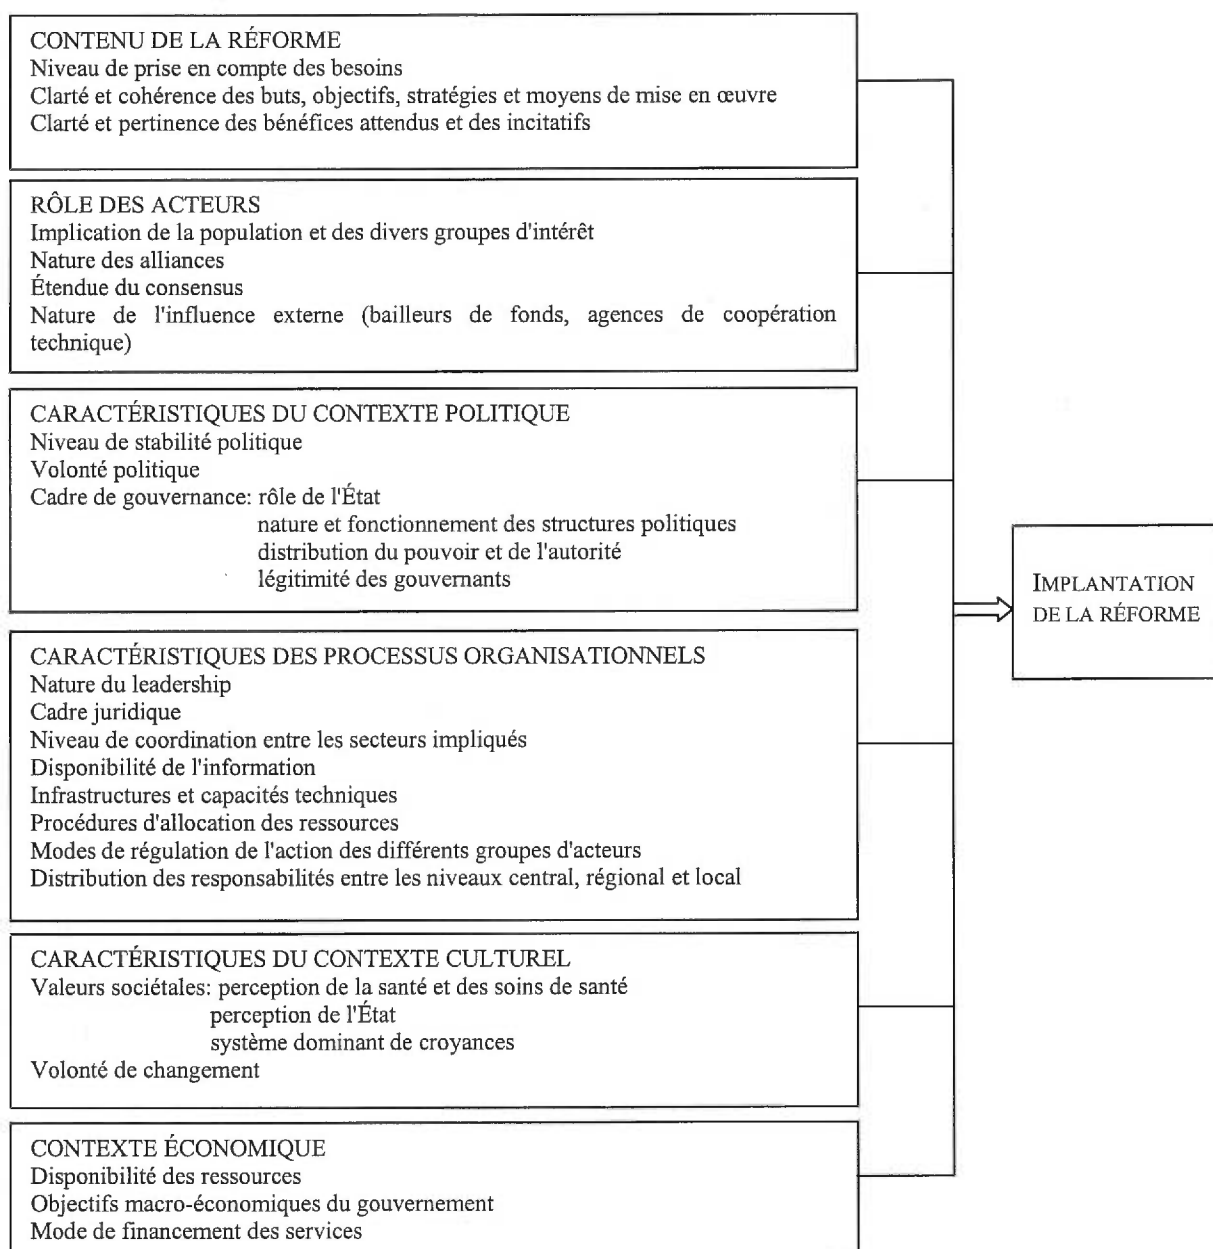 CONTENU DE LA RÉFORME
Niveau de prise en compte des besoins
Clarté et cohérence des buts, objectifs, stratégies et moyens de mise en œuvre
Clarté et pertinence des bénéfices attendus et des incitatifs
RÔLE DES ACTEURS
Implication de la population et des divers groupes d'intérêt
Nature des alliances
Étendue du consensus
Nature de l'influence externe (bailleurs de fonds, agences de coopération
technique)
CARACTÉRISTIQUES DU CONTEXTE POLITIQUE
Niveau de stabilité politique
Volonté politique
Cadre de gouvernance: rôle de l'État
nature et fonctionnement des structures politiques
distribution du pouvoir et de l'autorité
légitimité des gouvernants
CARACTÉRISTIQUES DES PROCESSUS ORGANISATIONNELS
Nature du leadership
Cadre juridique
Niveau de coordination entre les secteurs impliqués
Disponibilité de l'information
Infrastructures et capacités techniques
Procédures d'allocation des ressources
Modes de régulation de l'action des différents groupes d'acteurs
Distribution des responsabilités entre les niveaux central, régional et local
CARACTÉRISTIQUES DU CONTEXTE CULTUREL
Valeurs sociétales: perception de la santé et des soins de santé
perception de l'État
système dominant de croyances
Volonté de changement
CONTEXTE ÉCONOMIQUE
Disponibilité des ressources
Objectifs macro-économiques du gouvernement
Mode de financement des services
IMPLANTATION
DE LA RÉFORME